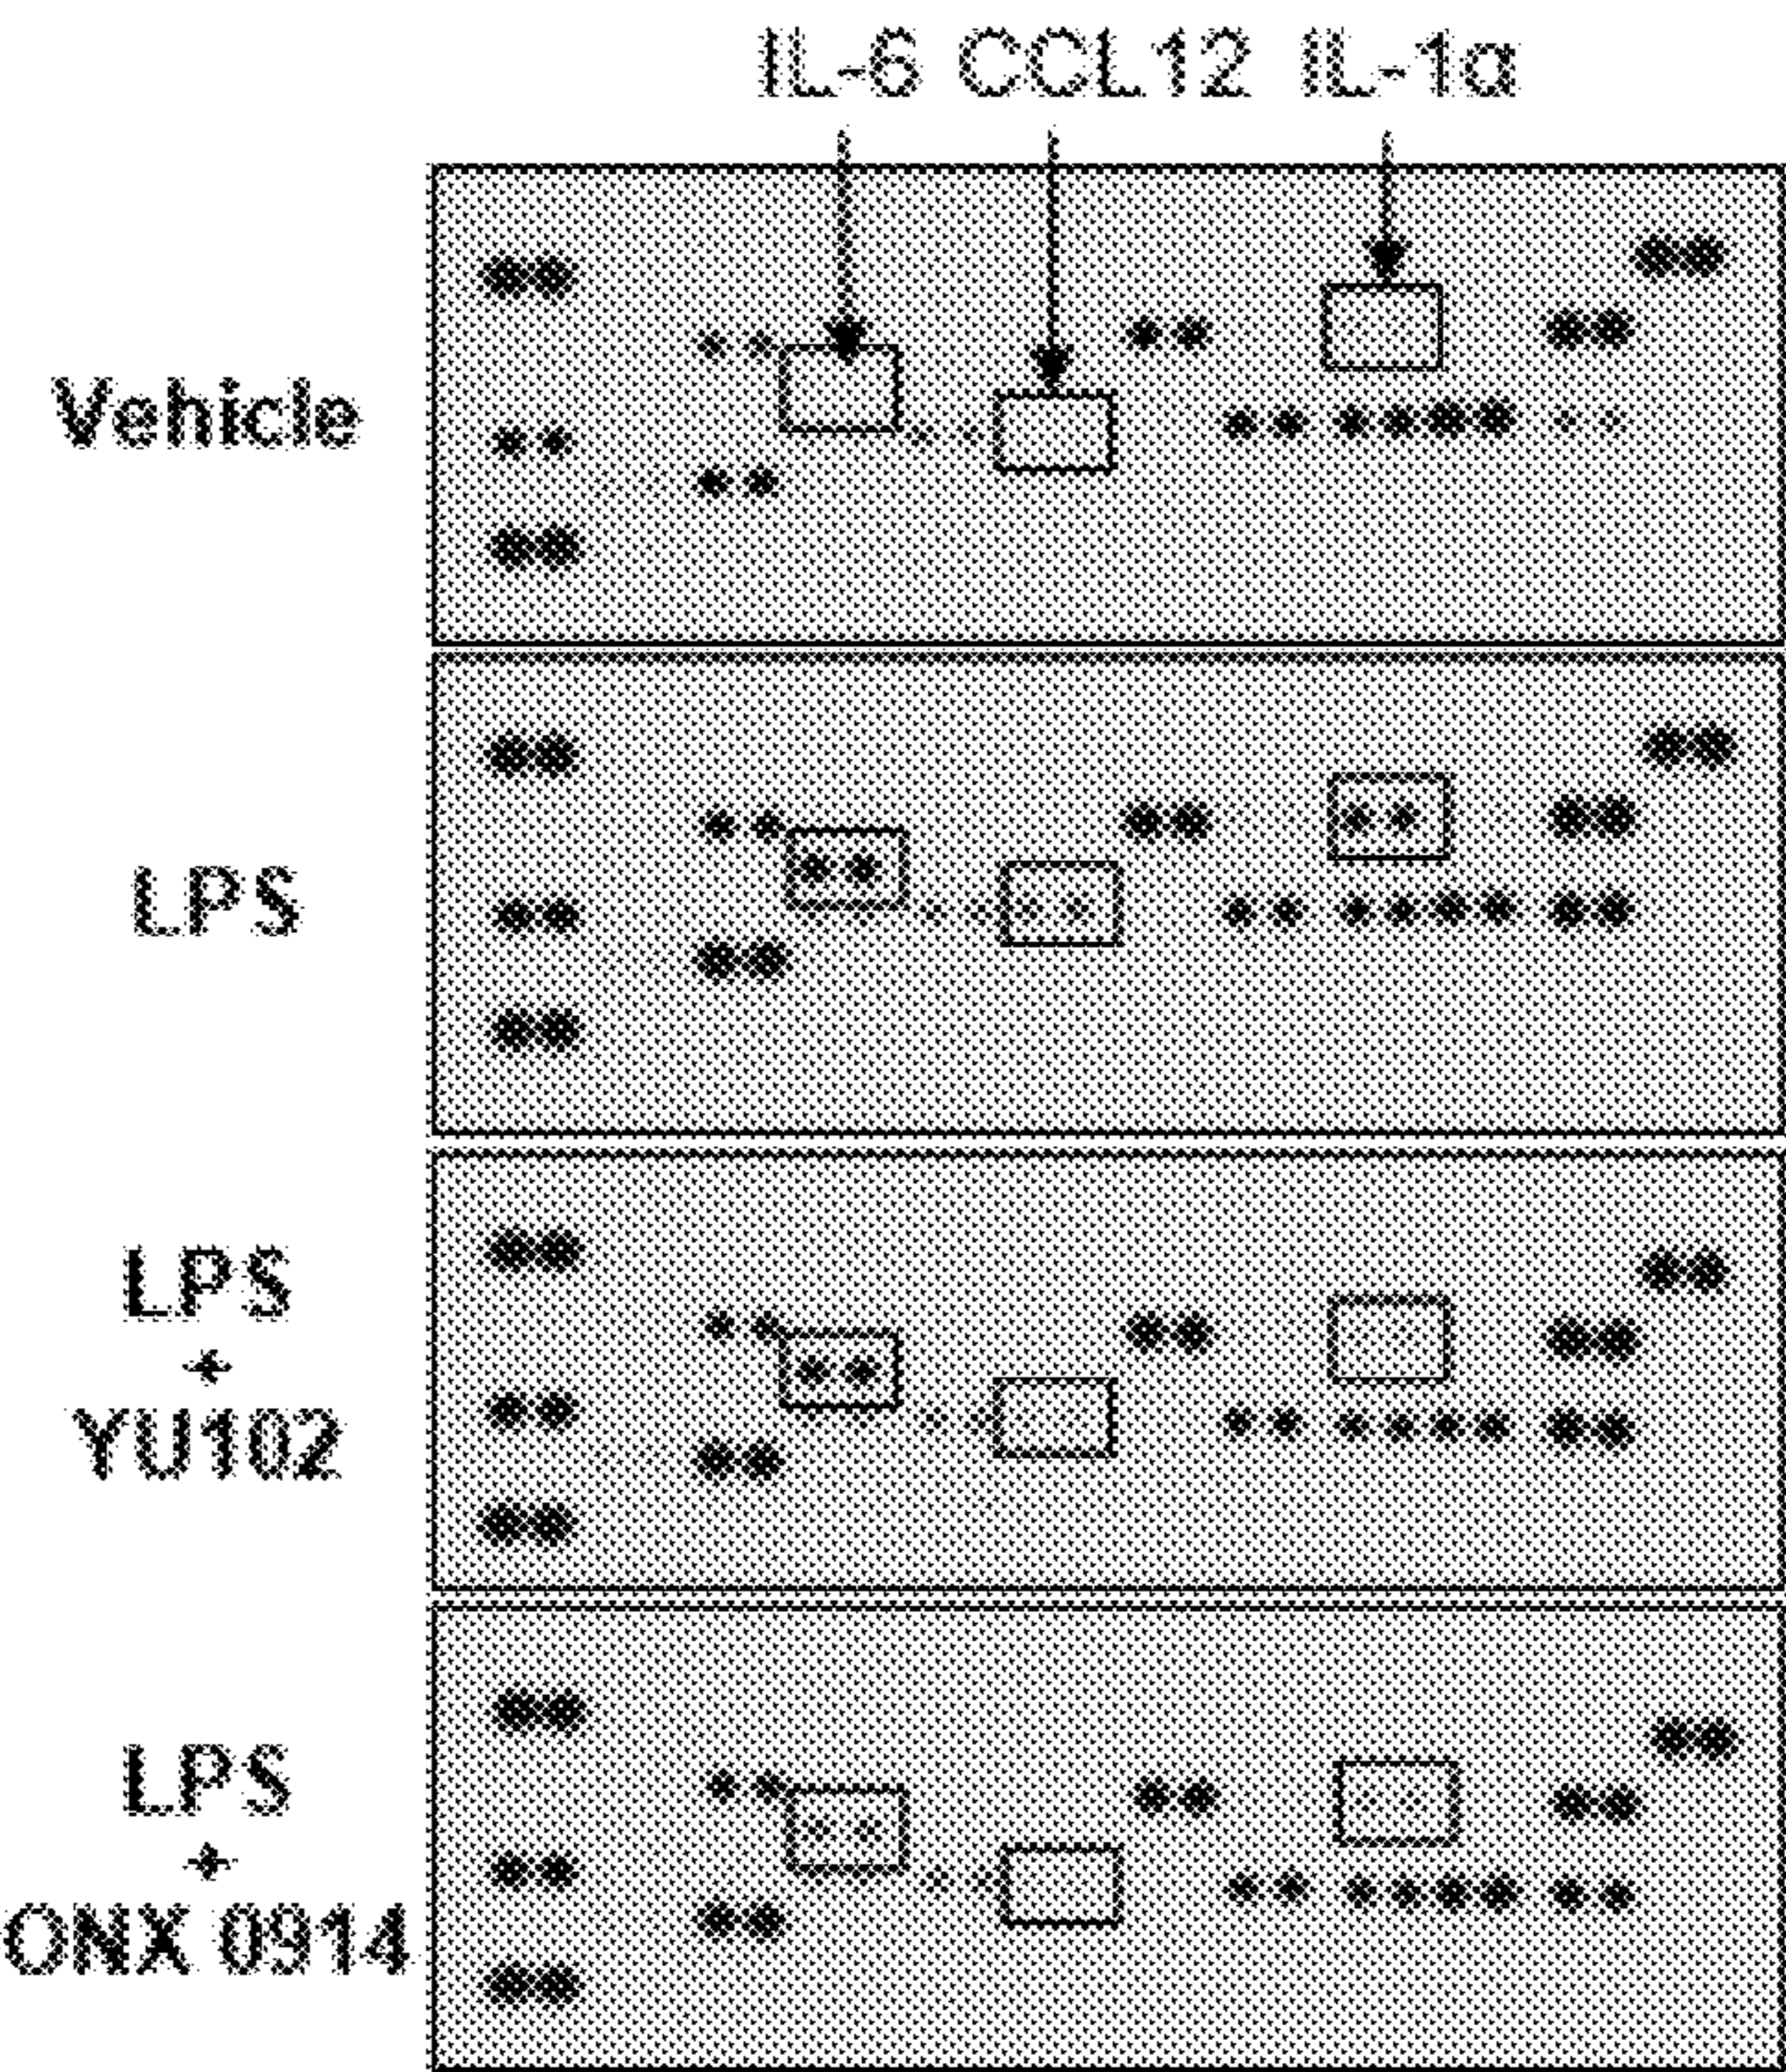 IL-6 CCL12 IL-1α
Vehicle
LPS
LPS
+
YU102
LPS
+
ONX 0914